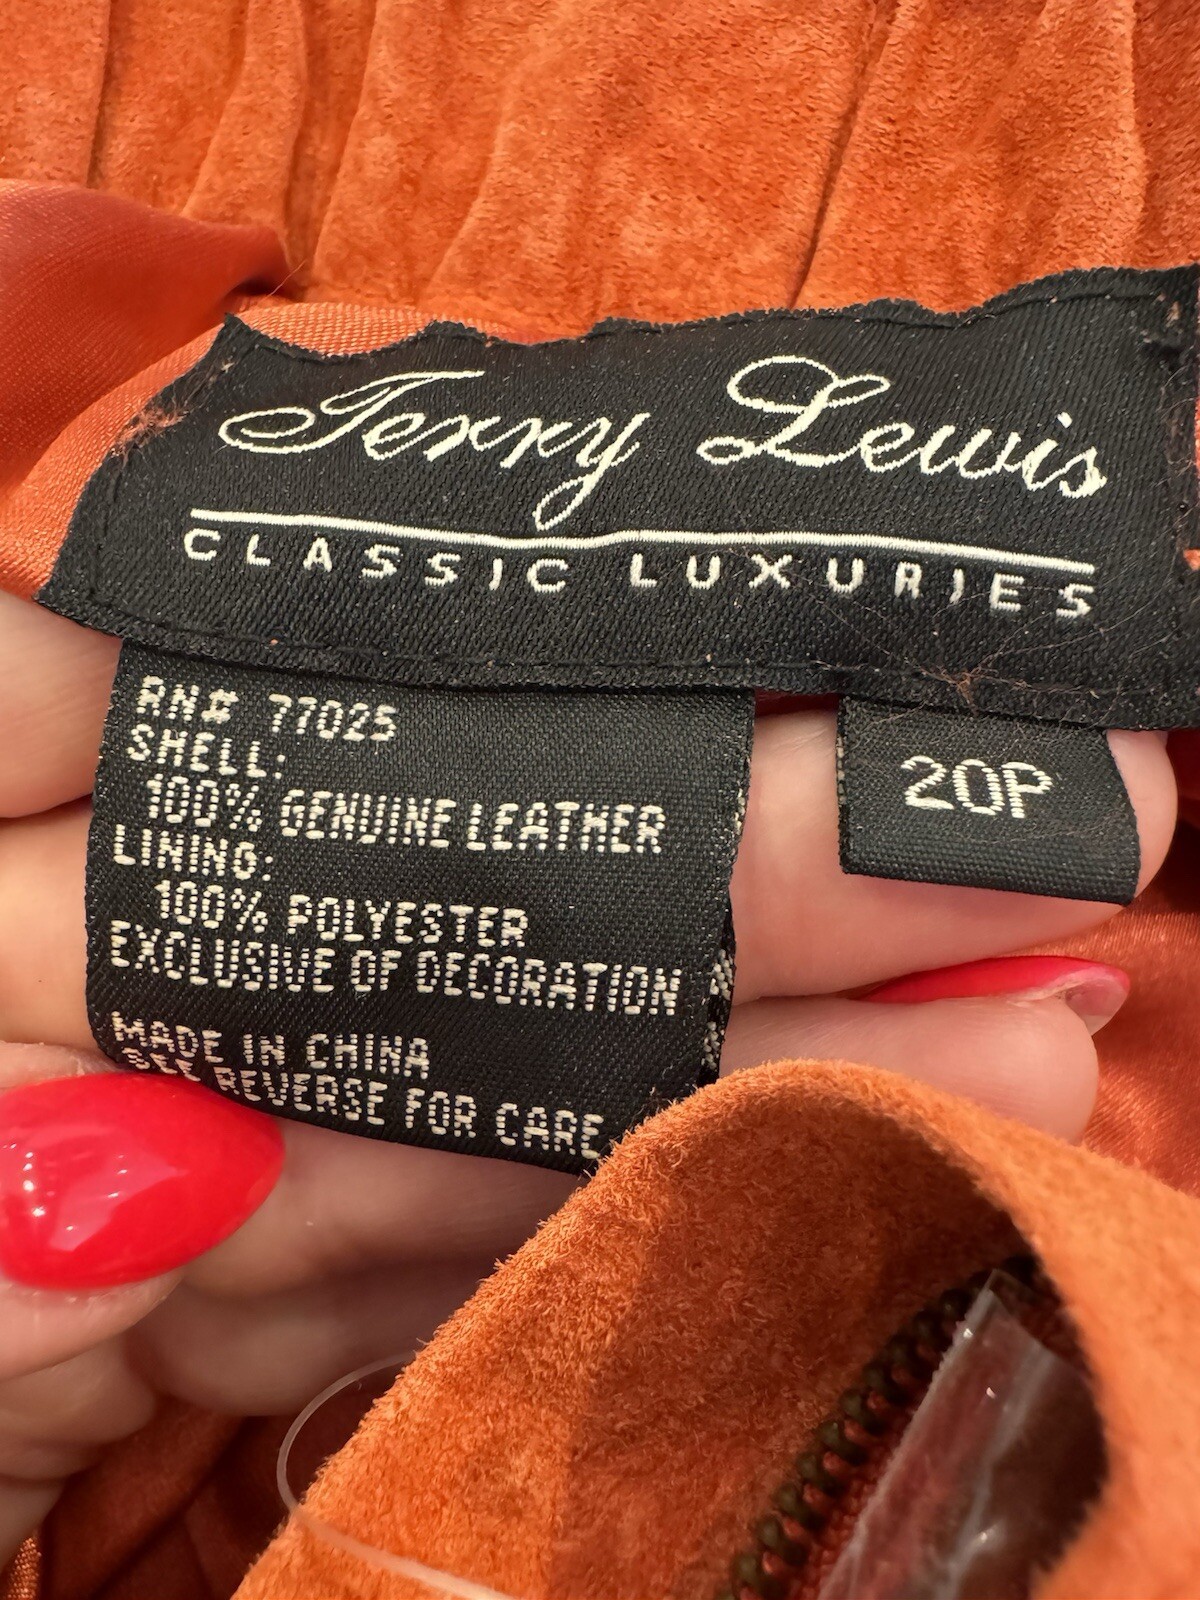 Terry Lewis
CLASSIC LUXURIES
RN# 77025
SHELL:
100% GENUINE LEATHER
LINING:
100% POLYESTER
EXCLUSIVE OF DECORATION
MADE IN CHINA
SEE REVERSE FOR CARE
20P